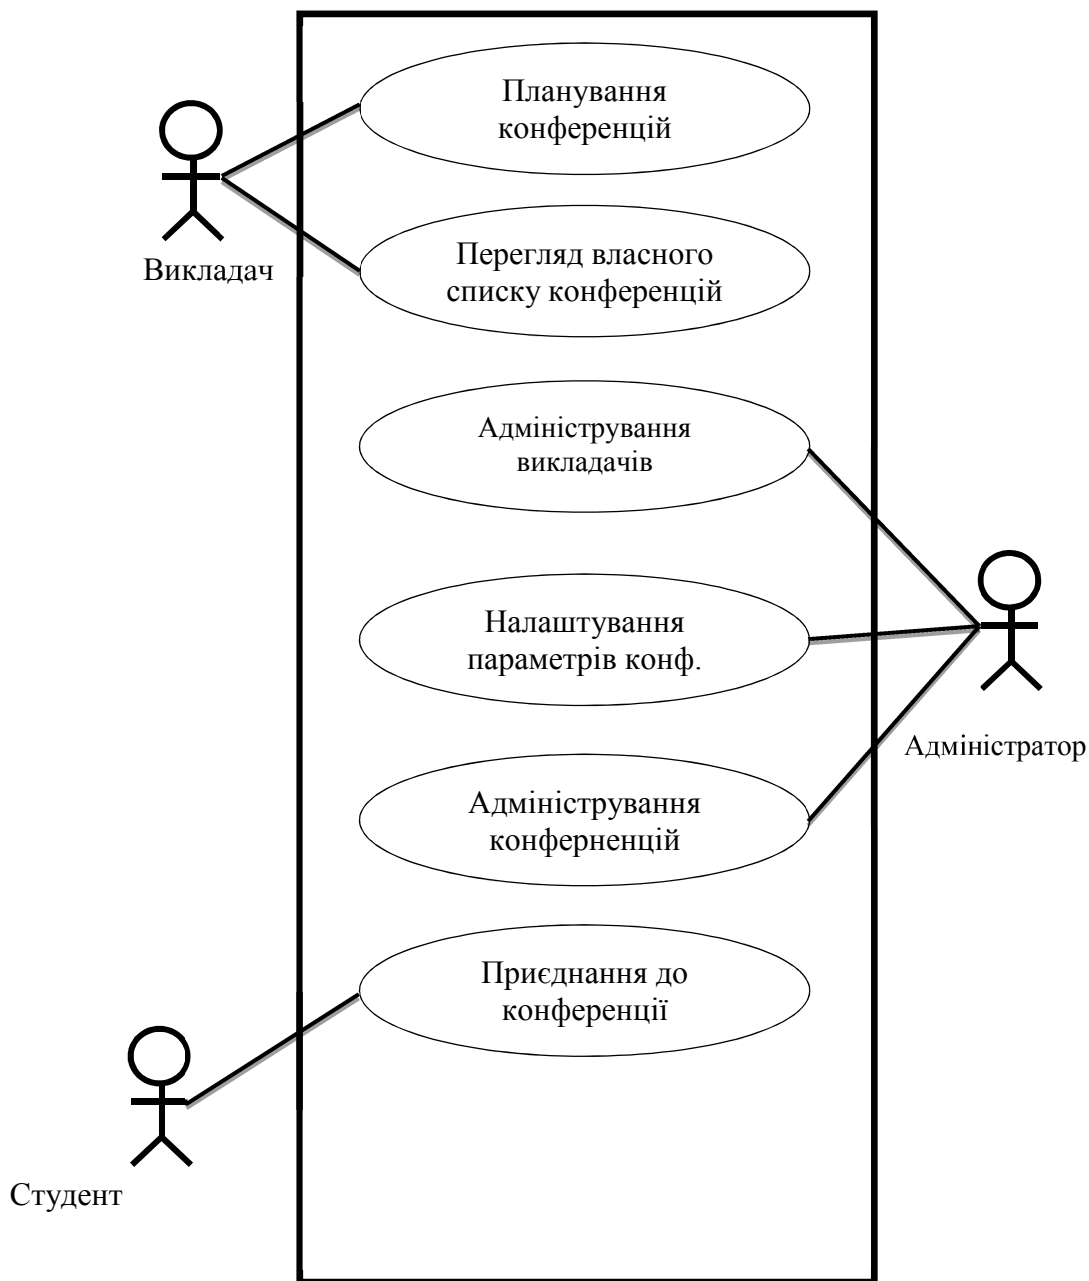 Планування
конференцій
Викладач
Перегляд власного
списку конференцій
Адміністрування
викладачів
Налаштування
параметрів конф.
Адміністратор
Адміністрування
конферненцій
Приєднання до
конференції
Студент